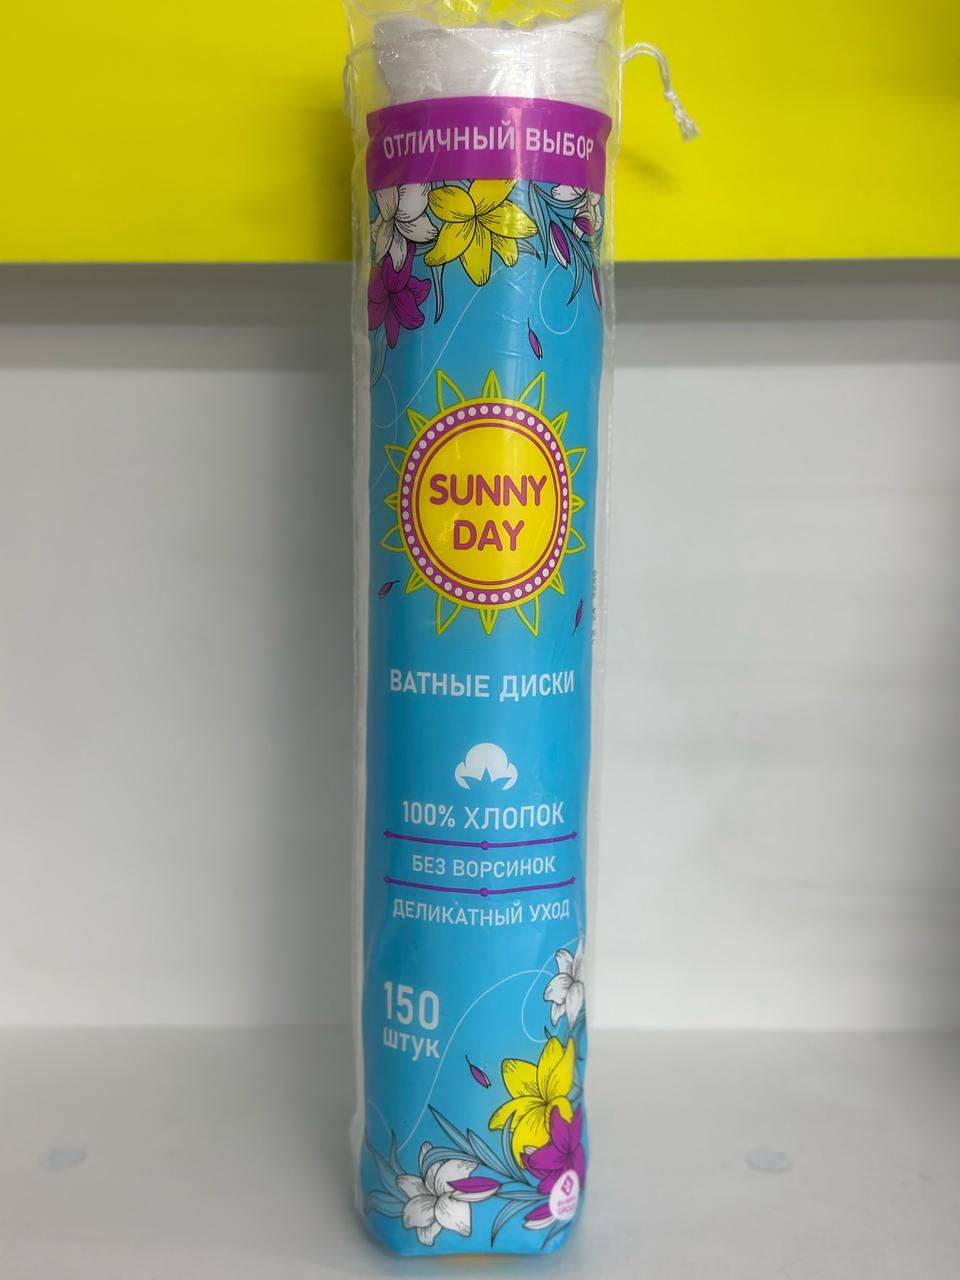 ОТЛИЧНЫЙ ВЫБОР
SUNNY
DAY
ВАТНЫЕ ДИСКИ
100% ХЛОПОК
БЕЗ ВОРСИНОК
ДЕЛИКАТНЫЙ УХОД
150
штук